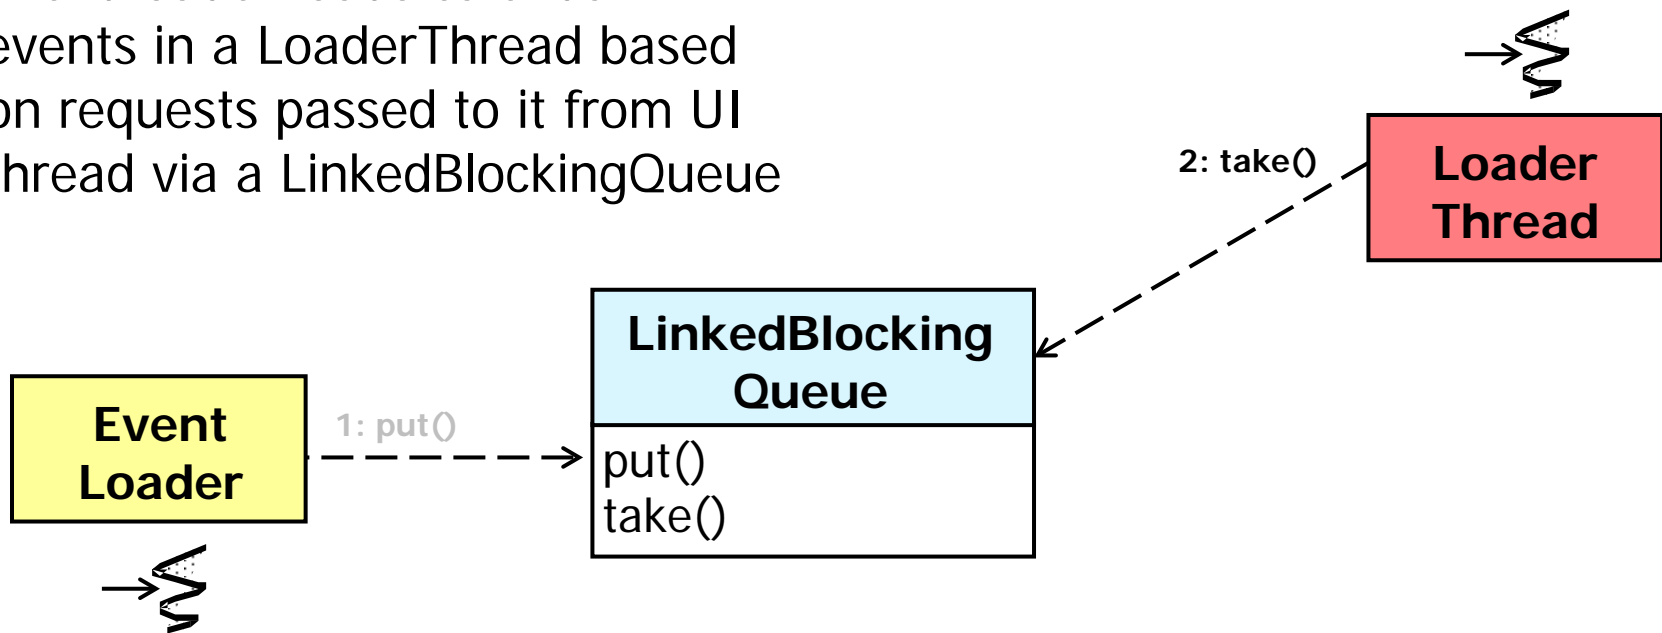 events in a LoaderThread based
on requests passed to it from UI
thread via a LinkedBlockingQueue
2: take()
Loader
Thread
LinkedBlocking
Queue
put()
take()
Event
Loader
1: put()